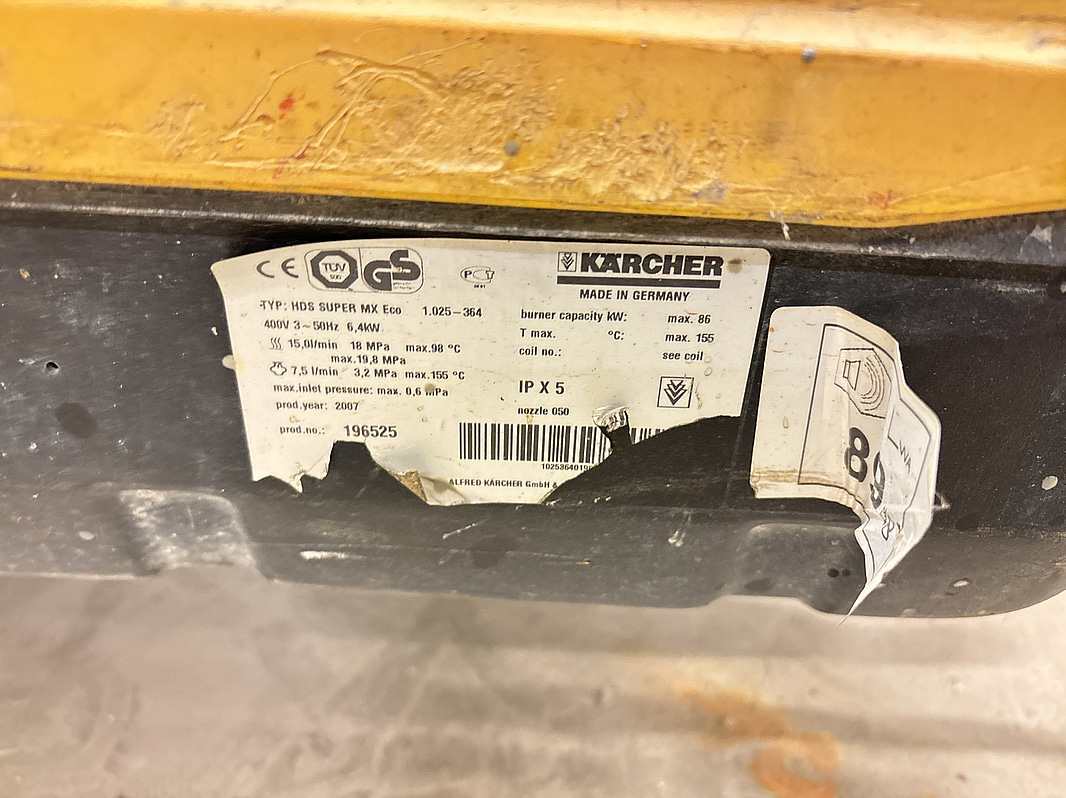 CE TÜV GS KÄRCHER
MADE IN GERMANY
TYP: HDS SUPER MX Eco 1.025-364
400V 3~50Hz 6,4kW
15,0l/min 18 MPa max.98 °C
max.19,8 MPa
7,5 l/min 3,2 MPa max.155 °C
max.inlet pressure: max. 0,6 MPa
prod.year: 2007
prod.no.: 196525
burner capacity kW: max. 86
T max. °C: max. 155
coil no.: see coil
IP X 5
nozzle 050
ALFRED KÄRCHER GmbH &
LWA
89